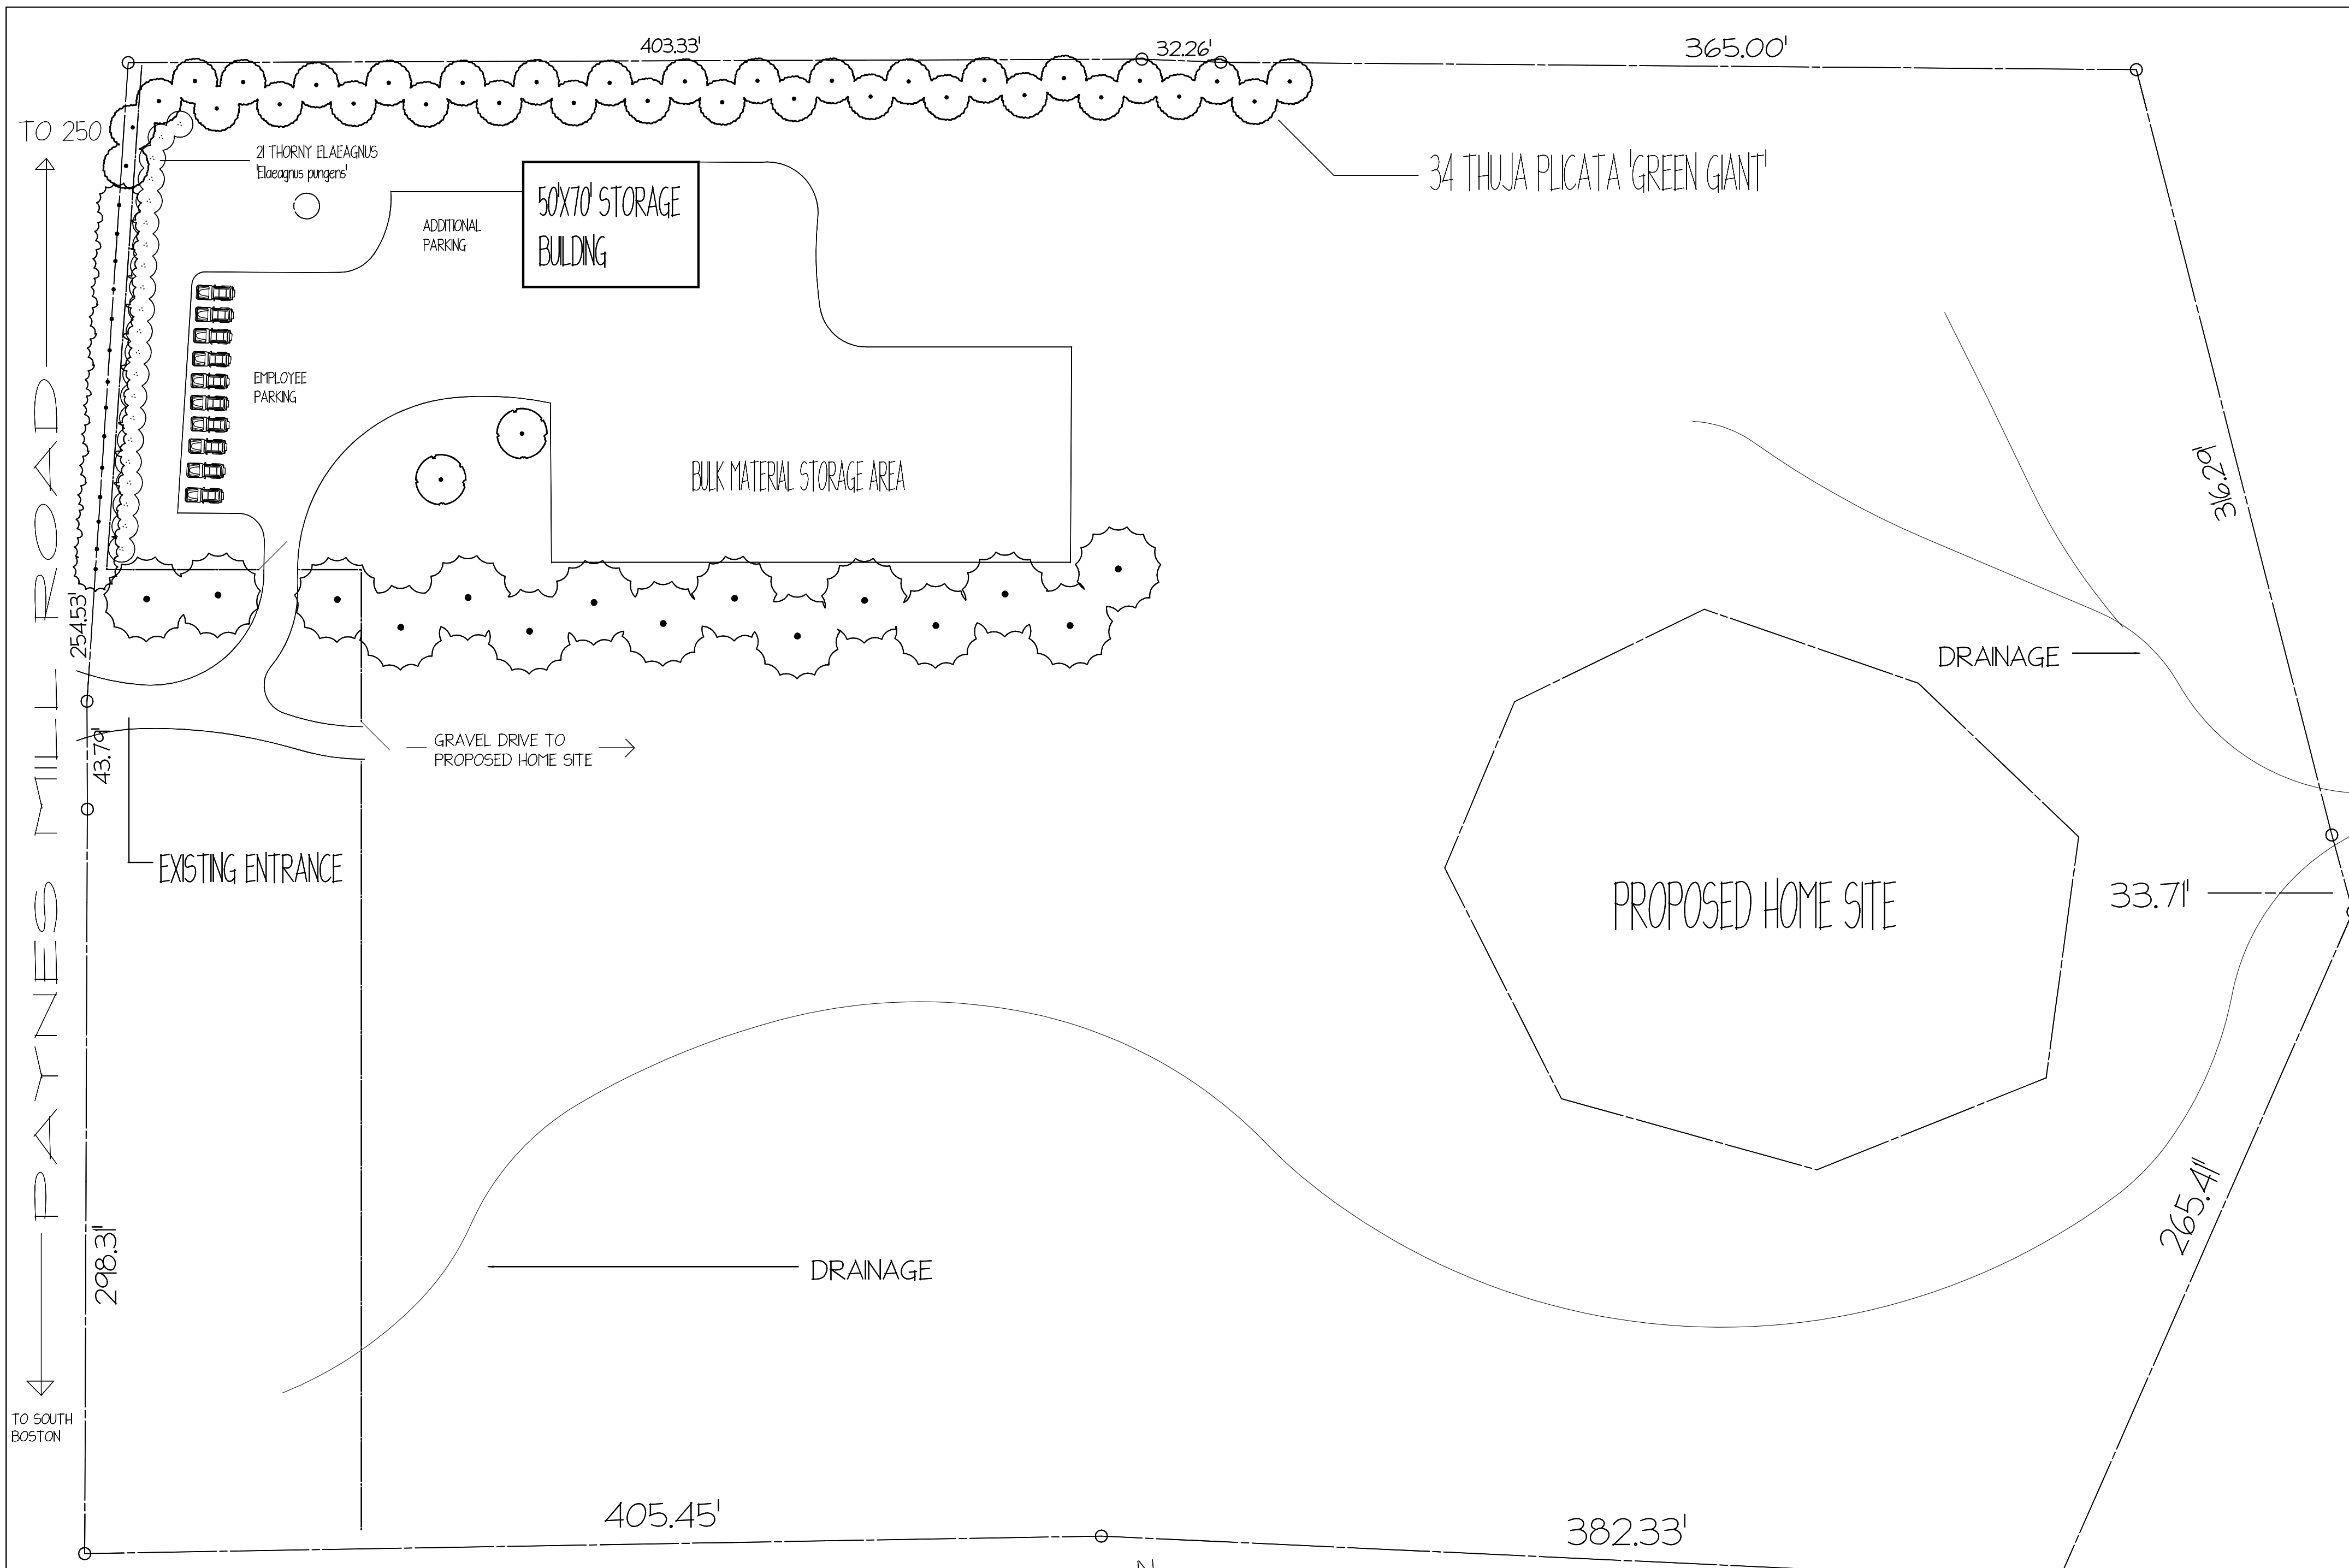 403.33'
32.26'
365.00'
TO 250
21 THORNY ELAEAGNUS
'Elaeagnus pungens'
34 THUJA PLICATA 'GREEN GIANT'
50'X70' STORAGE
BUILDING
ADDITIONAL
PARKING
EMPLOYEE
PARKING
BULK MATERIAL STORAGE AREA
316.29'
254.53'
DRAINAGE
43.79'
GRAVEL DRIVE TO
PROPOSED HOME SITE
EXISTING ENTRANCE
PAYNES MILL ROAD
PROPOSED HOME SITE
33.71'
265.41'
298.31'
DRAINAGE
TO SOUTH
BOSTON
405.45'
382.33'